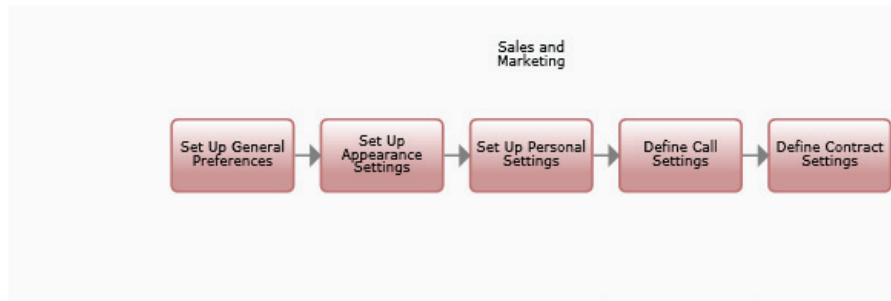 Sales and
Marketing
Set Up General
Preferences
Set Up
Appearance
Settings
Set Up Personal
Settings
Define Call
Settings
Define Contract
Settings